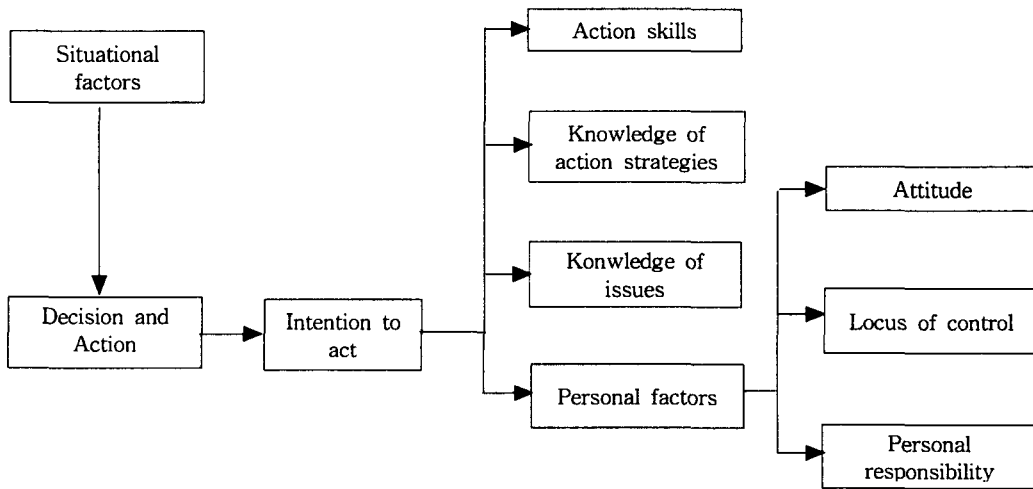 Situational
factors
Decision and
Action
Intention to
act
Action skills
Knowledge of
action strategies
Konwledge of
issues
Personal factors
Attitude
Locus of control
Personal
responsibility